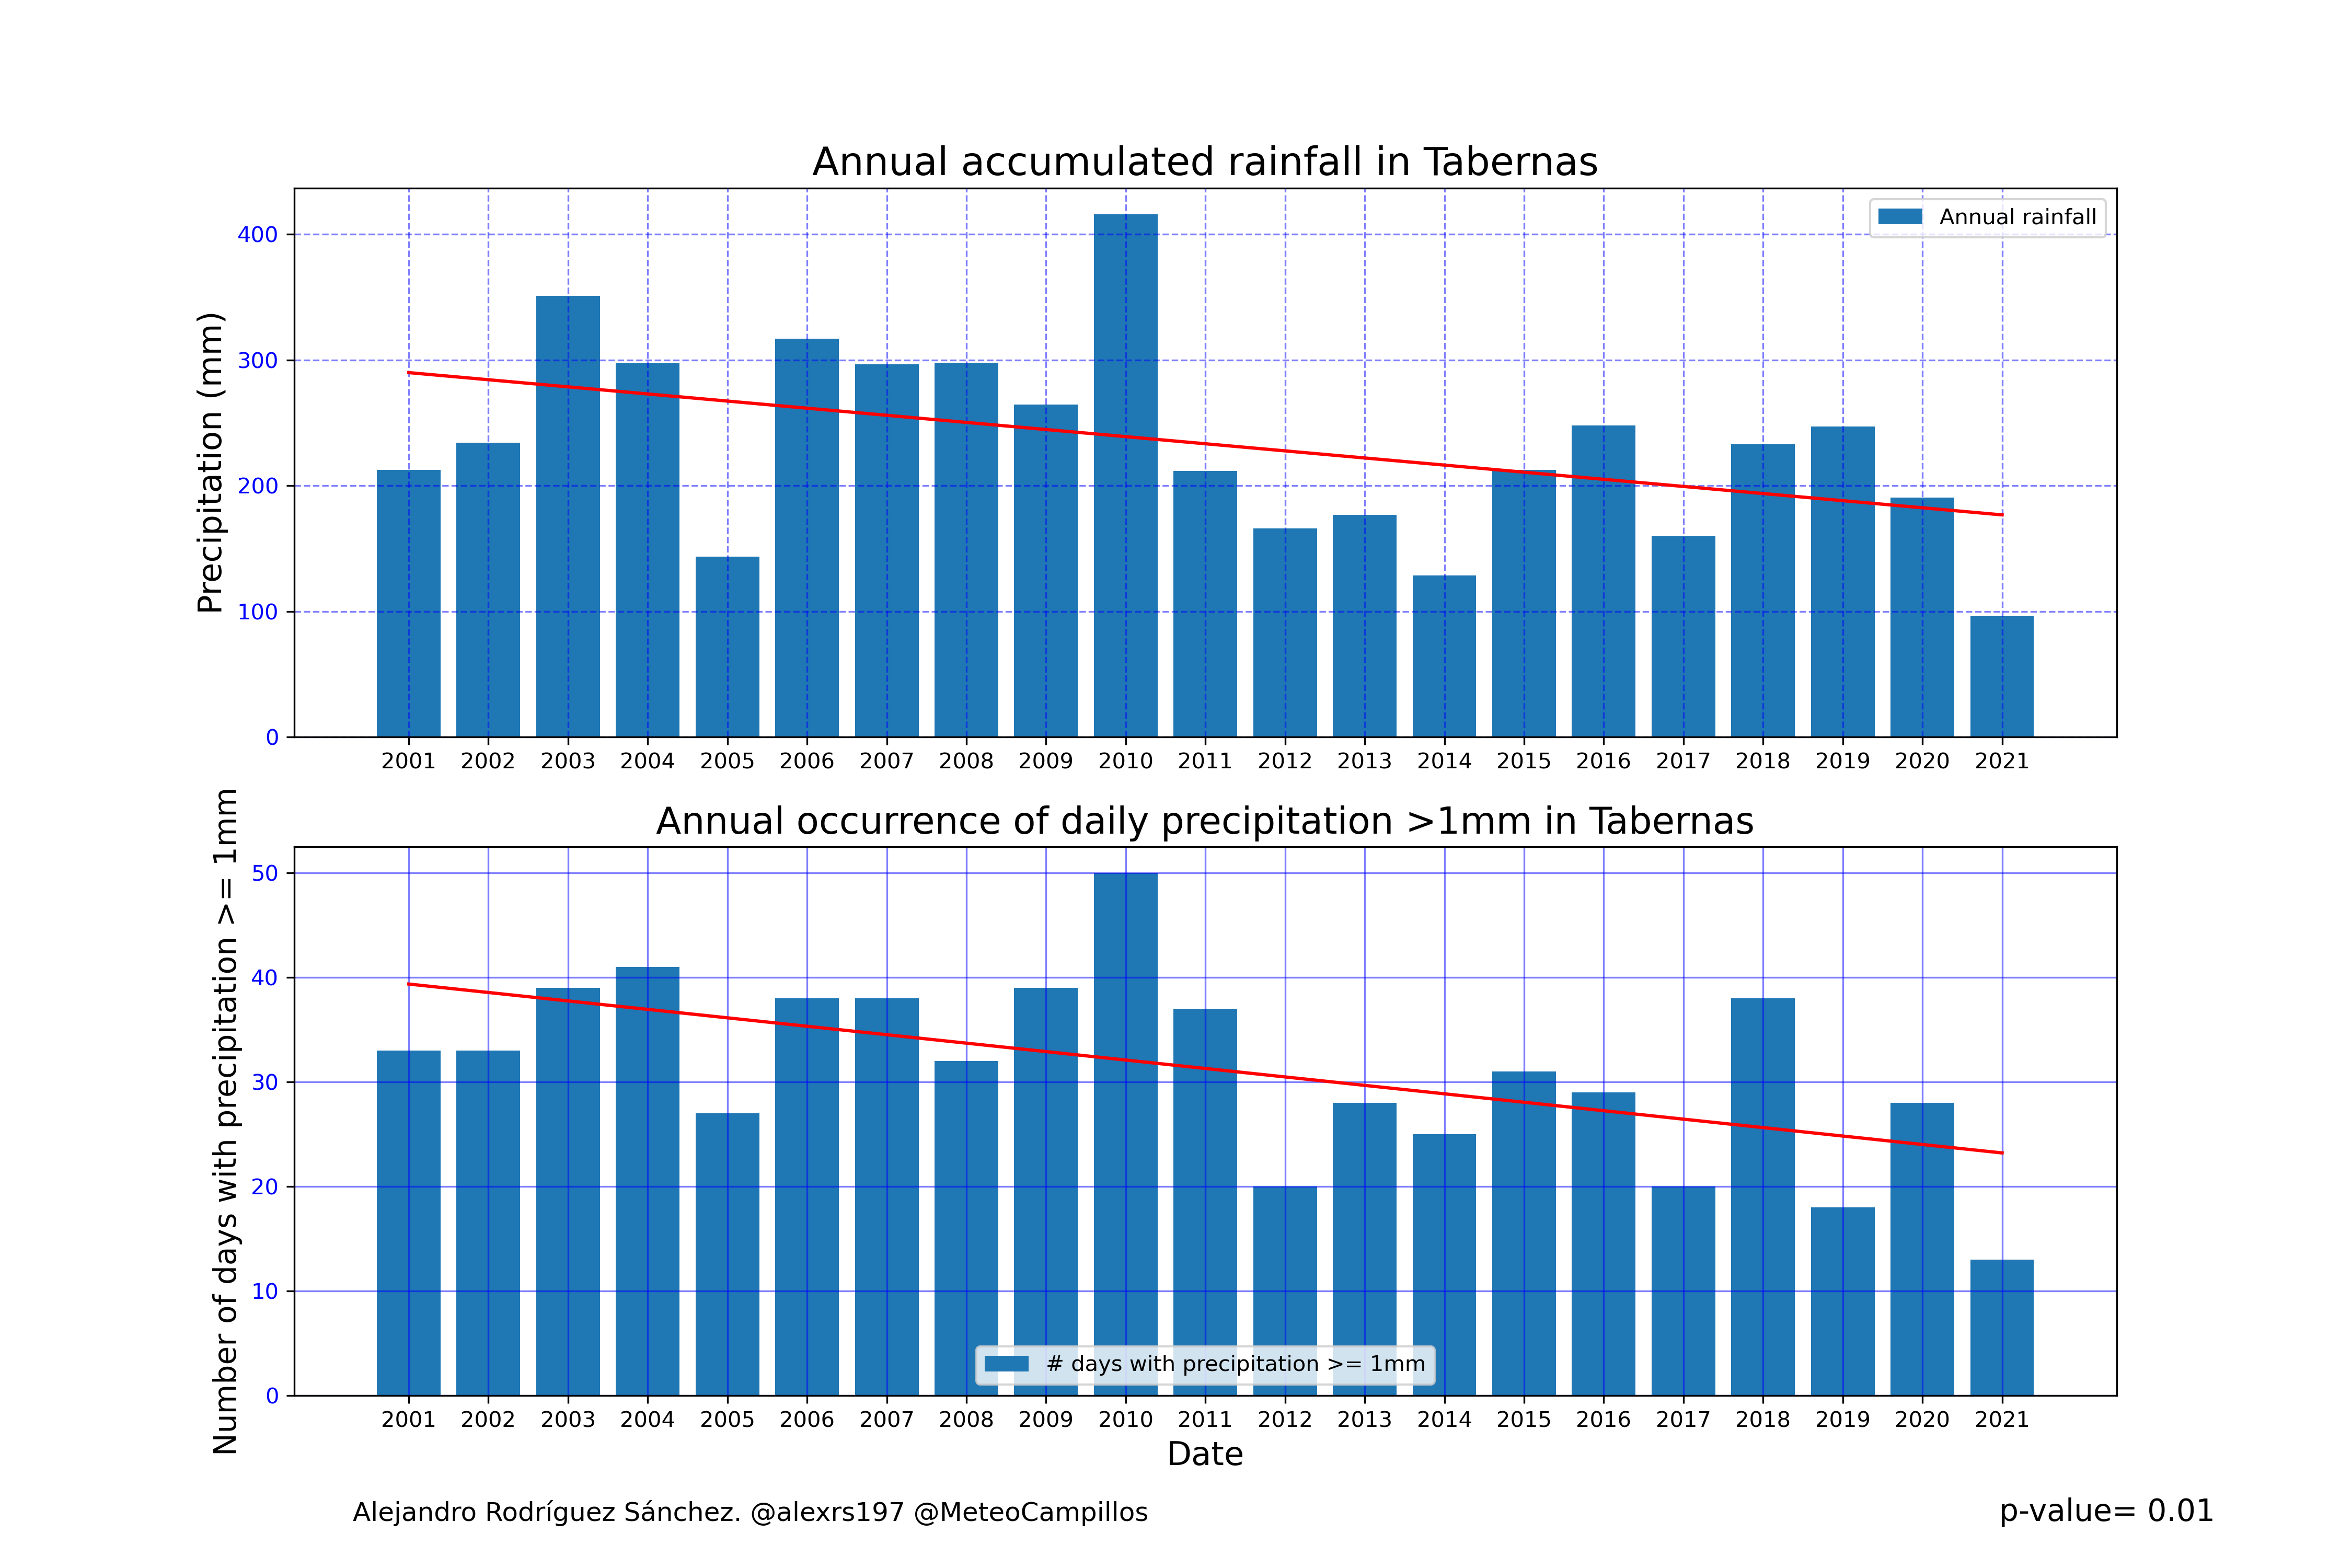 Annual accumulated rainfall in Tabernas
Precipitation (mm)
400
300
200
100
0
Annual rainfall
2001 2002 2003 2004 2005 2006 2007 2008 2009 2010 2011 2012 2013 2014 2015 2016 2017 2018 2019 2020 2021
Annual occurrence of daily precipitation >1mm in Tabernas
Number of days with precipitation >= 1mm
50
40
30
20
10
0
# days with precipitation >= 1mm
2001 2002 2003 2004 2005 2006 2007 2008 2009 2010 2011 2012 2013 2014 2015 2016 2017 2018 2019 2020 2021
Date
Alejandro Rodríguez Sánchez. @alexrs197 @MeteoCampillos
p-value= 0.01